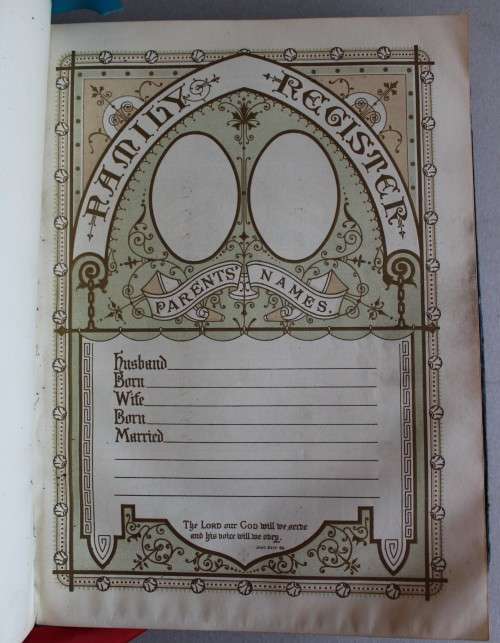 FAMILY REGISTER
PARENTS' NAMES.
Husband
Born
Wife
Born
Married
The LORD our GOD will we serve
and his voice will we obey.